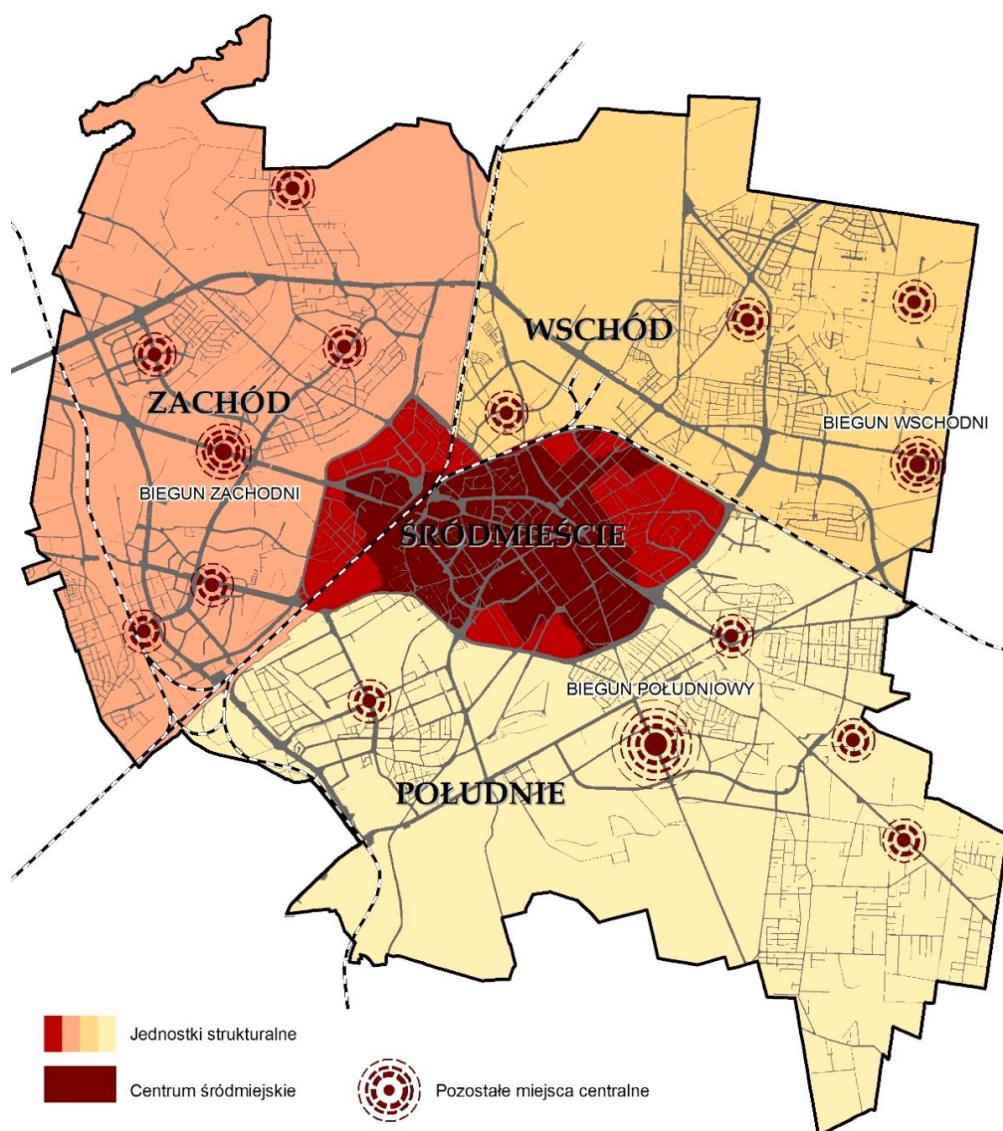 WSCHÓD
ZACHÓD
BIEGUN WSCHODNI
BIEGUN ZACHODNI
ŚRÓDMIEŚCIE
BIEGUN POŁUDNIOWY
POŁUDNIE
Jednostki strukturalne
Centrum śródmiejskie
Pozostałe miejsca centralne